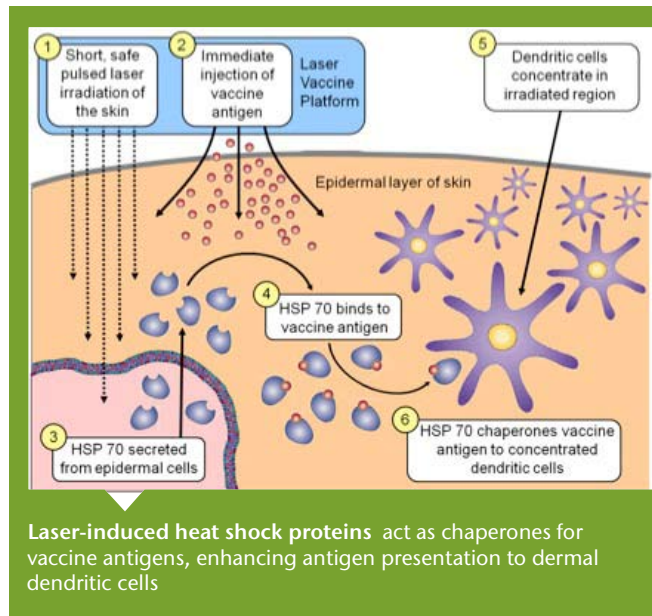 1
Short, safe
pulsed laser
irradiation of
the skin
2
Immediate
injection of
vaccine
antigen
Laser
Vaccine
Platform
5
Dendritic cells
concentrate in
irradiated region
Epidermal layer of skin
4
HSP 70 binds to
vaccine antigen
3
HSP 70 secreted
from epidermal cells
6
HSP 70 chaperones vaccine
antigen to concentrated
dendritic cells
Laser-induced heat shock proteins act as chaperones for
vaccine antigens, enhancing antigen presentation to dermal
dendritic cells